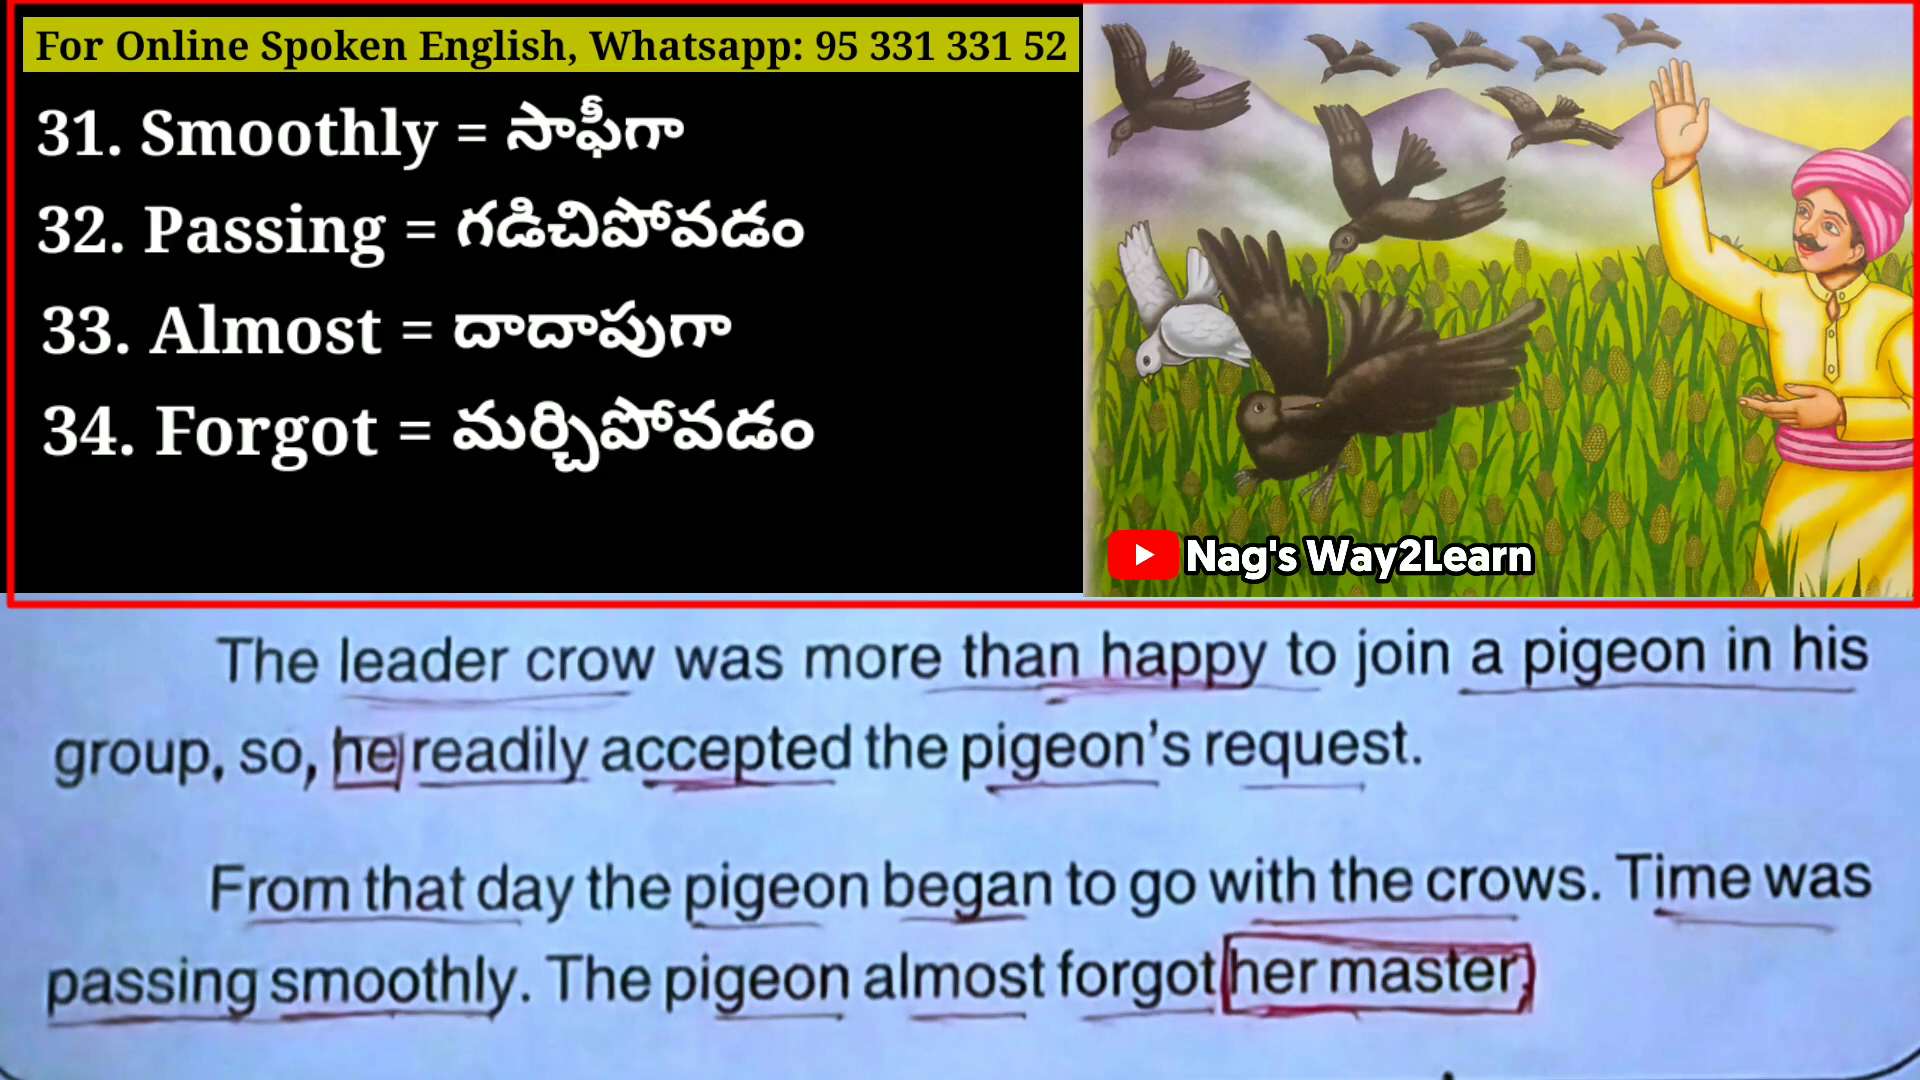 For Online Spoken English, Whatsapp: 95 331 331 52
31. Smoothly = సాఫీగా
32. Passing = గడిచిపోవడం
33. Almost = దాదాపుగా
34. Forgot = మర్చిపోవడం
Nag's Way2Learn
The leader crow was more than happy to join a pigeon in his
group, so, he readily accepted the pigeon's request.
From that day the pigeon began to go with the crows. Time was
passing smoothly. The pigeon almost forgot her master.